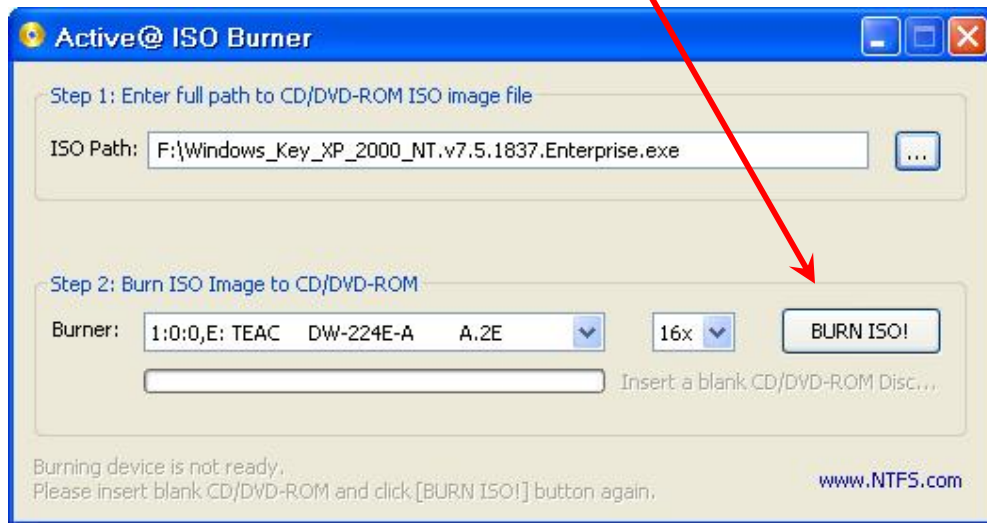 Active@ ISO Burner
Step 1: Enter full path to CD/DVD-ROM ISO image file
ISO Path: F:\Windows_Key_XP_2000_NT.v7.5.1837.Enterprise.exe ...
Step 2: Burn ISO Image to CD/DVD-ROM
Burner: 1:0:0,E: TEAC DW-224E-A A.2E 16x BURN ISO!
Insert a blank CD/DVD-ROM Disc...
Burning device is not ready.
Please insert blank CD/DVD-ROM and click [BURN ISO!] button again.
www.NTFS.com